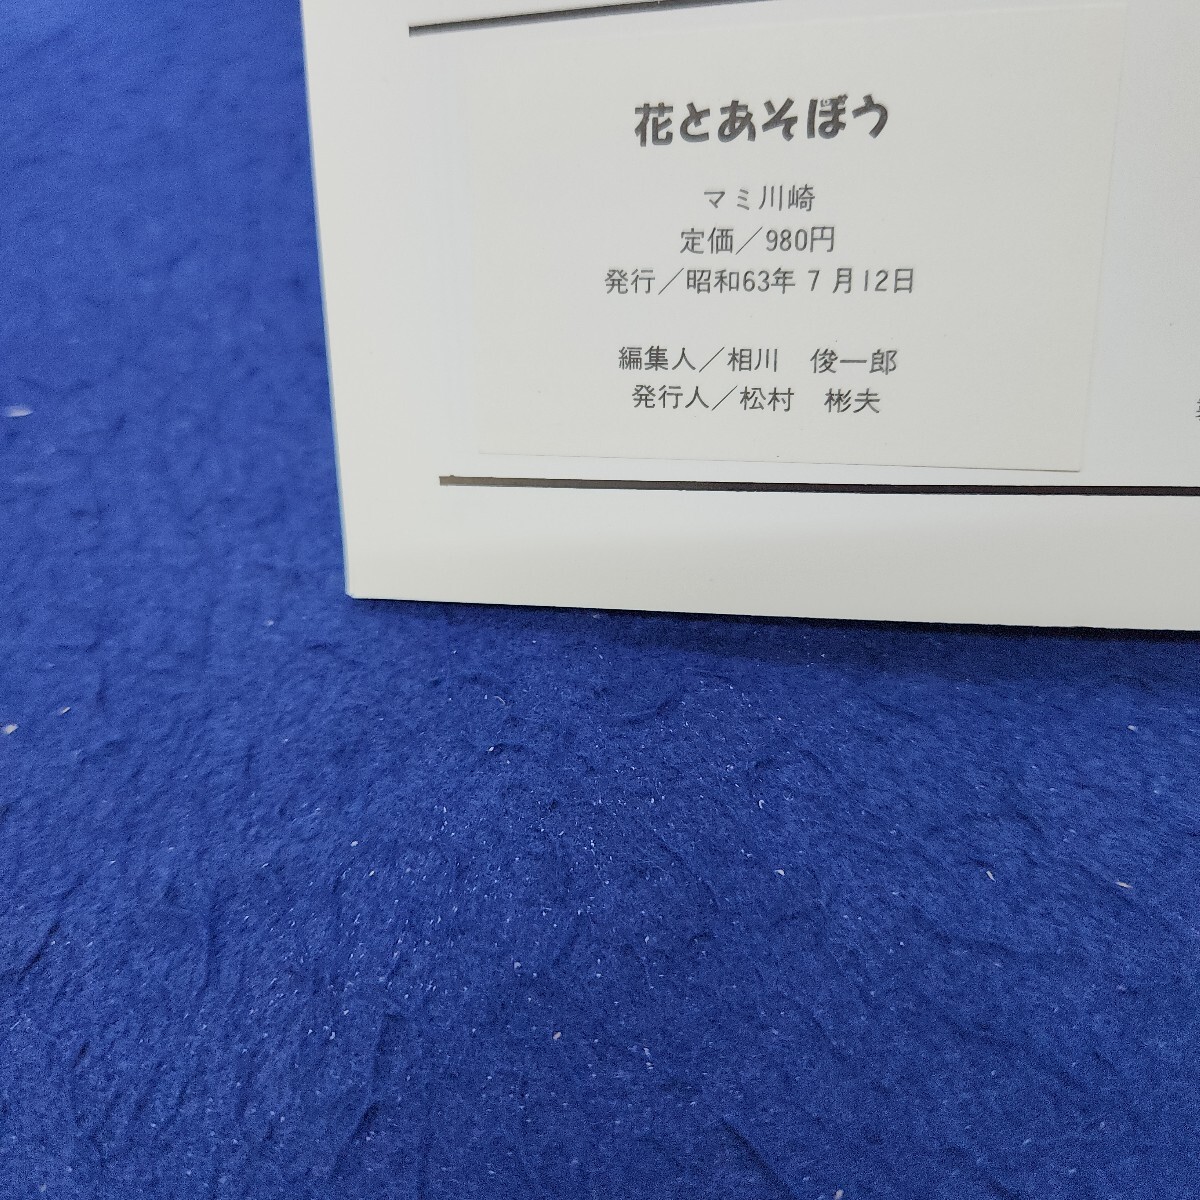 花とあそぼう
マミ川崎
定価／980円
発行／昭和63年7月12日
編集人／相川　俊一郎
発行人／松村　彬夫